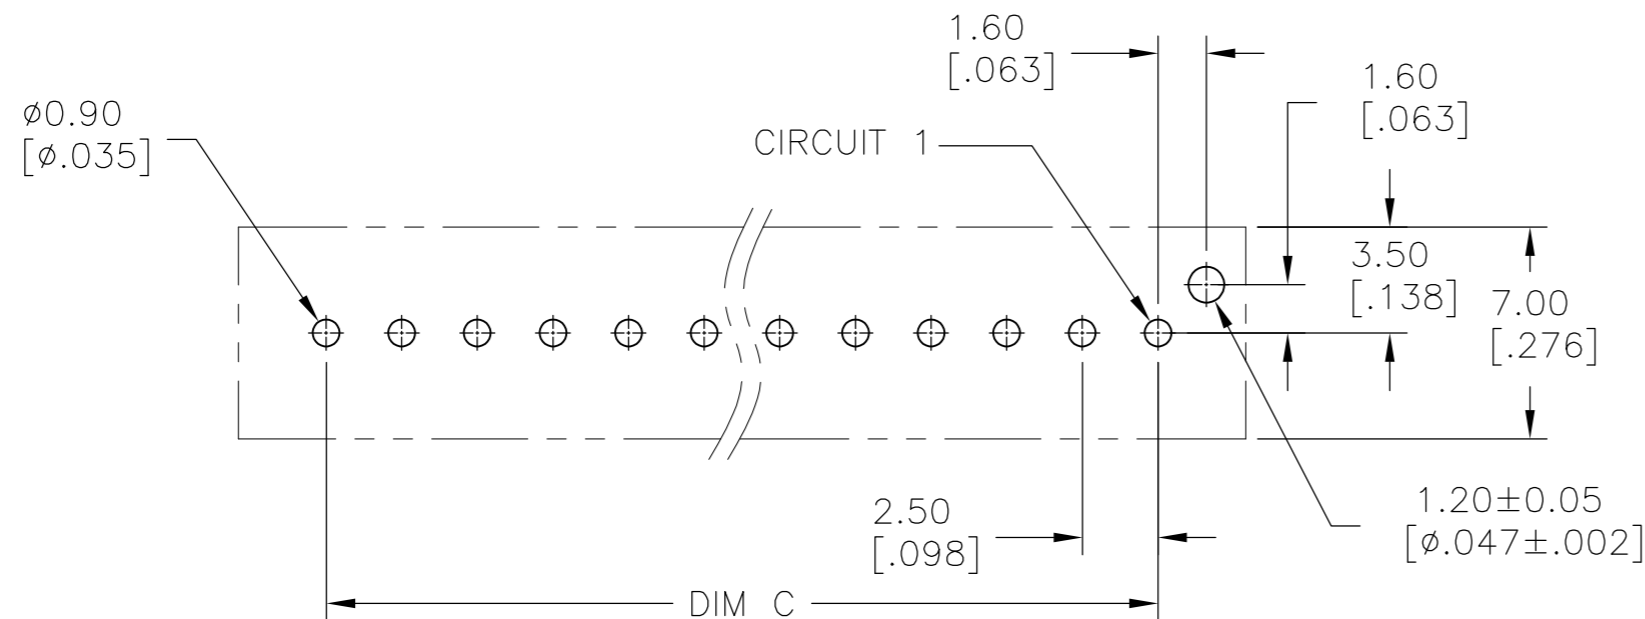 1.60
[.063]
1.60
[.063]
ø0.90
[ø.035]
CIRCUIT 1
3.50
[.138]
7.00
[.276]
2.50
[.098]
1.20±0.05
[ø.047±.002]
DIM C